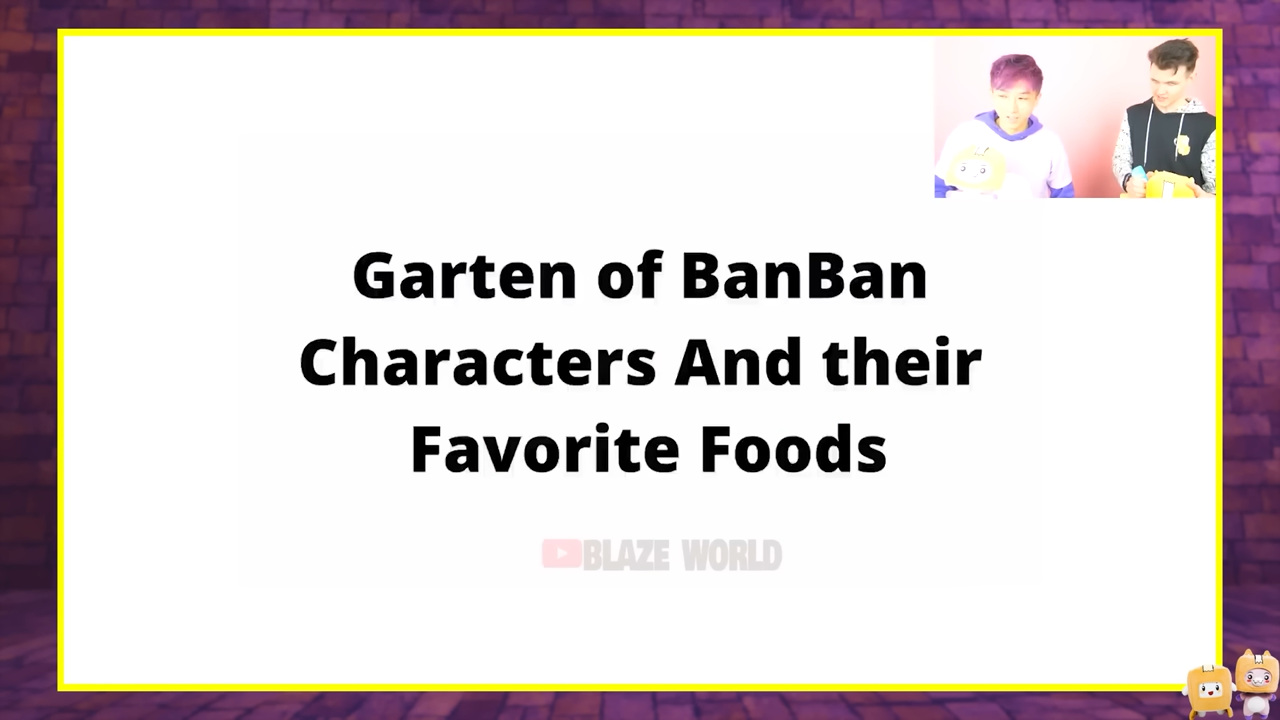 Garten of BanBan
Characters And their
Favorite Foods
BLAZE WORLD